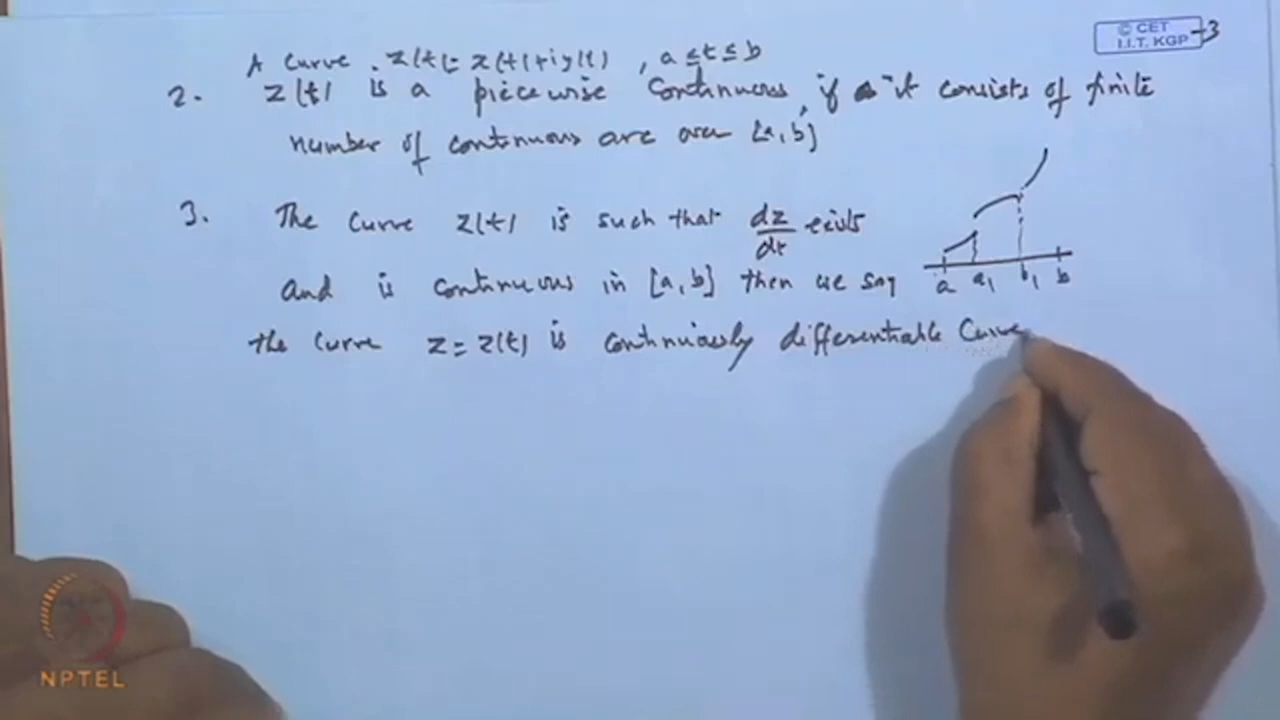 © CET
I.I.T. KGP
-3
A curve z(t) = x(t)+iy(t), a ≤ t ≤ b
2. z(t) is a piecewise continuous, if it consists of finite
number of continuous arc over [a, b]
3. The curve z(t) is such that dz/dt exists
And is continuous in [a, b] then we say
a a1 b1 b
the curve z = z(t) is continuously differentiable Curve
NPTEL